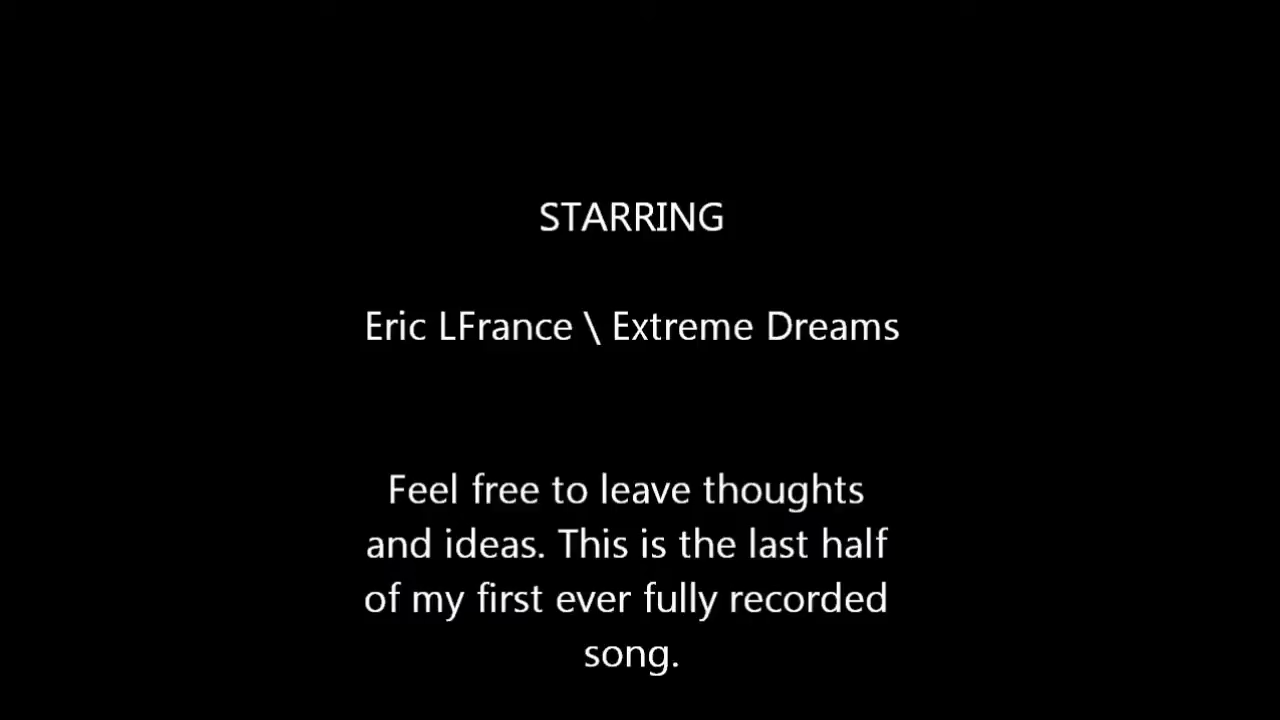 STARRING
Eric LFrance \ Extreme Dreams
Feel free to leave thoughts
and ideas. This is the last half
of my first ever fully recorded
song.